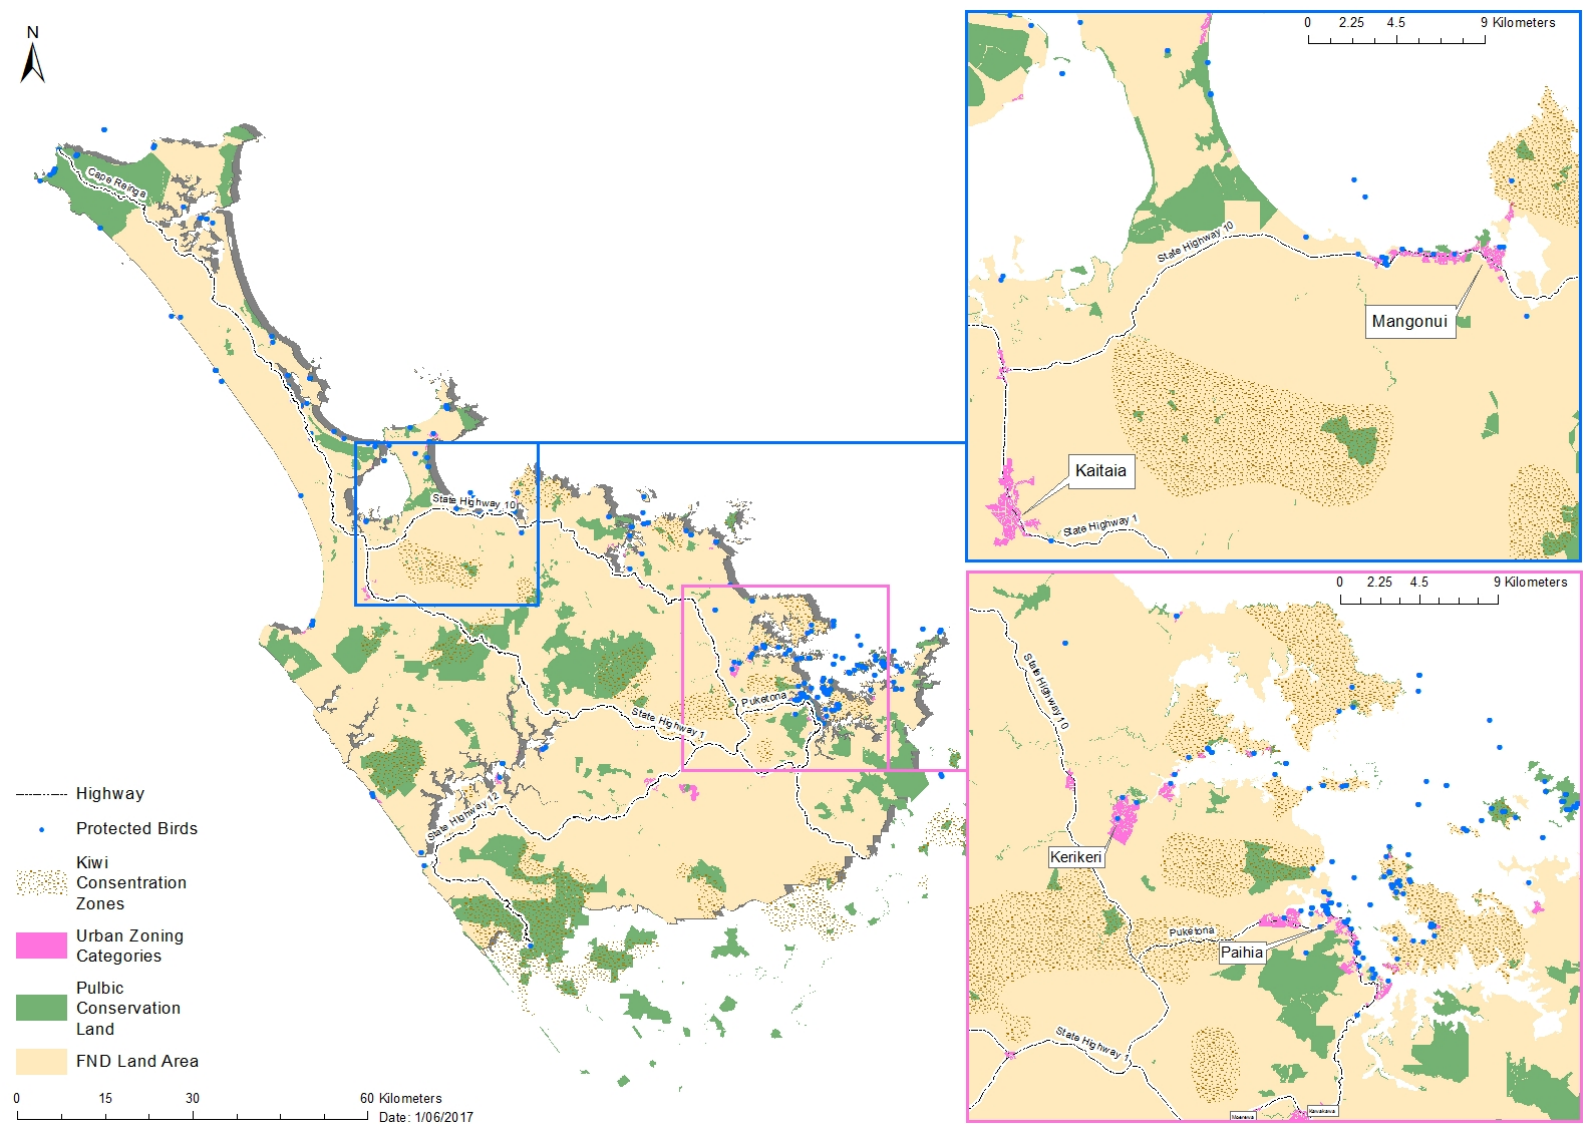 N
Cape Reinga
State Highway 10
State Highway 1
Puketona
State Highway 12
Highway
Protected Birds
Kiwi
Consentration
Zones
Urban Zoning
Categories
Pulbic
Conservation
Land
FND Land Area
0 15 30 60 Kilometers
Date: 1/06/2017
0 2.25 4.5 9 Kilometers
State Highway 10
Mangonui
Kaitaia
State Highway 1
0 2.25 4.5 9 Kilometers
State Highway 10
Kerikeri
Puketona
Paihia
State Highway 1
Moerewa
Kawakawa